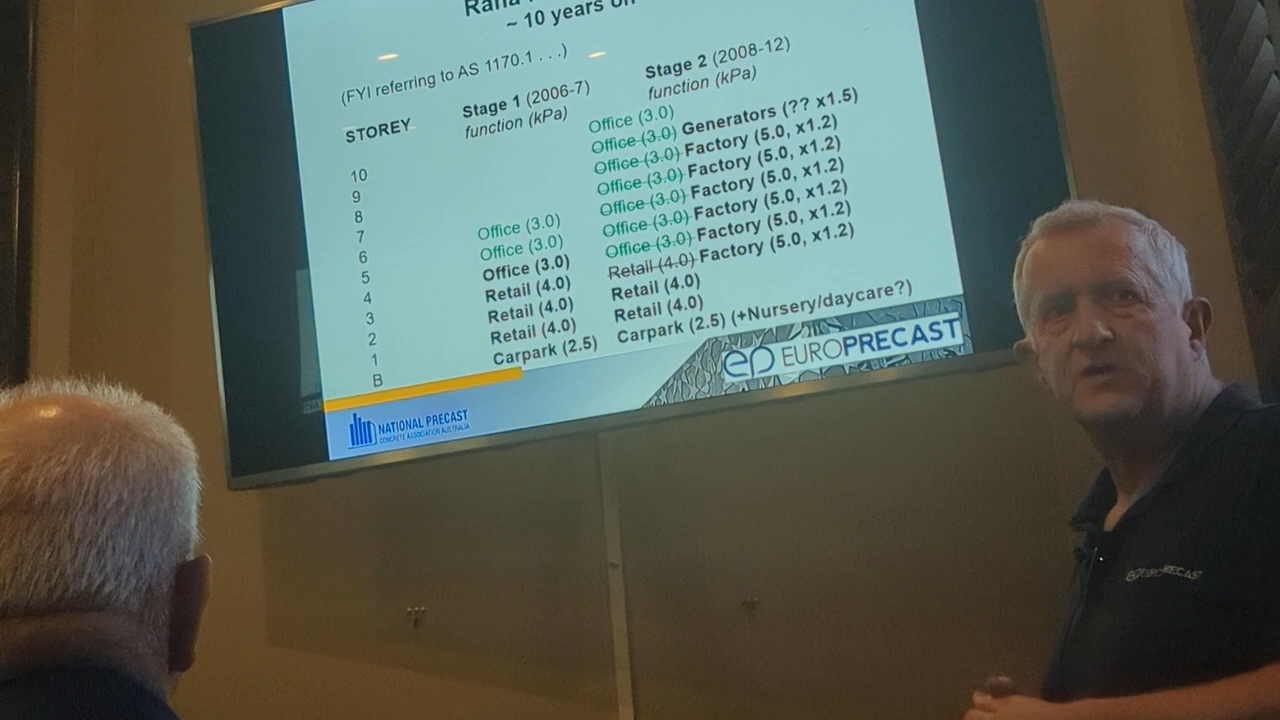 ~ 10 years on
(FYI referring to AS 1170.1 . . .)
STOREY Stage 1 (2006-7) Stage 2 (2008-12)
function (kPa) function (kPa)
10 Office (3.0)
9 Office (3.0) Generators (?? x1.5)
8 Office (3.0) Factory (5.0, x1.2)
7 Office (3.0) Factory (5.0, x1.2)
6 Office (3.0) Office (3.0) Factory (5.0, x1.2)
5 Office (3.0) Office (3.0) Factory (5.0, x1.2)
4 Office (3.0) Office (3.0) Factory (5.0, x1.2)
3 Retail (4.0) Retail (4.0) Factory (5.0, x1.2)
2 Retail (4.0) Retail (4.0)
1 Retail (4.0) Retail (4.0)
B Carpark (2.5) Carpark (2.5) (+Nursery/daycare?)
NATIONAL PRECAST
CONCRETE ASSOCIATION AUSTRALIA
ep EUROPRECAST
EUROPRECAST